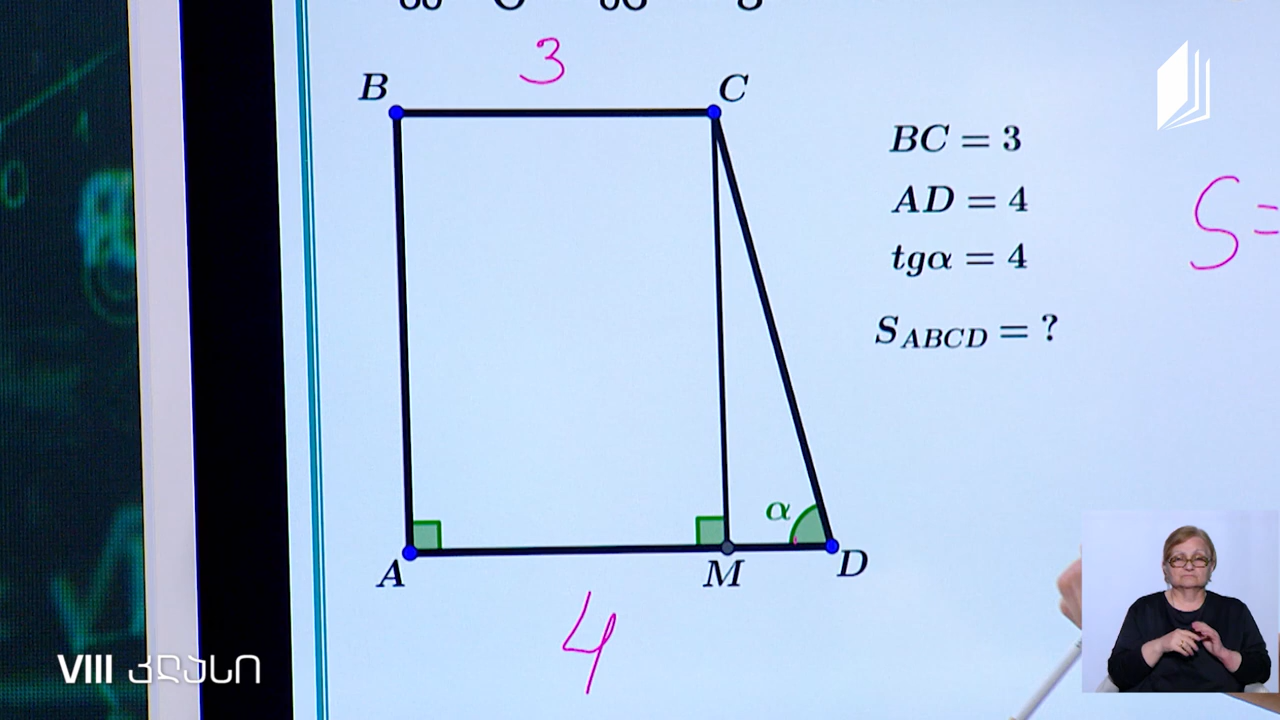 3
B
C
BC = 3
AD = 4
tgα = 4
S_ABCD = ?
S=
α
A
M
D
4
VIII კლასი